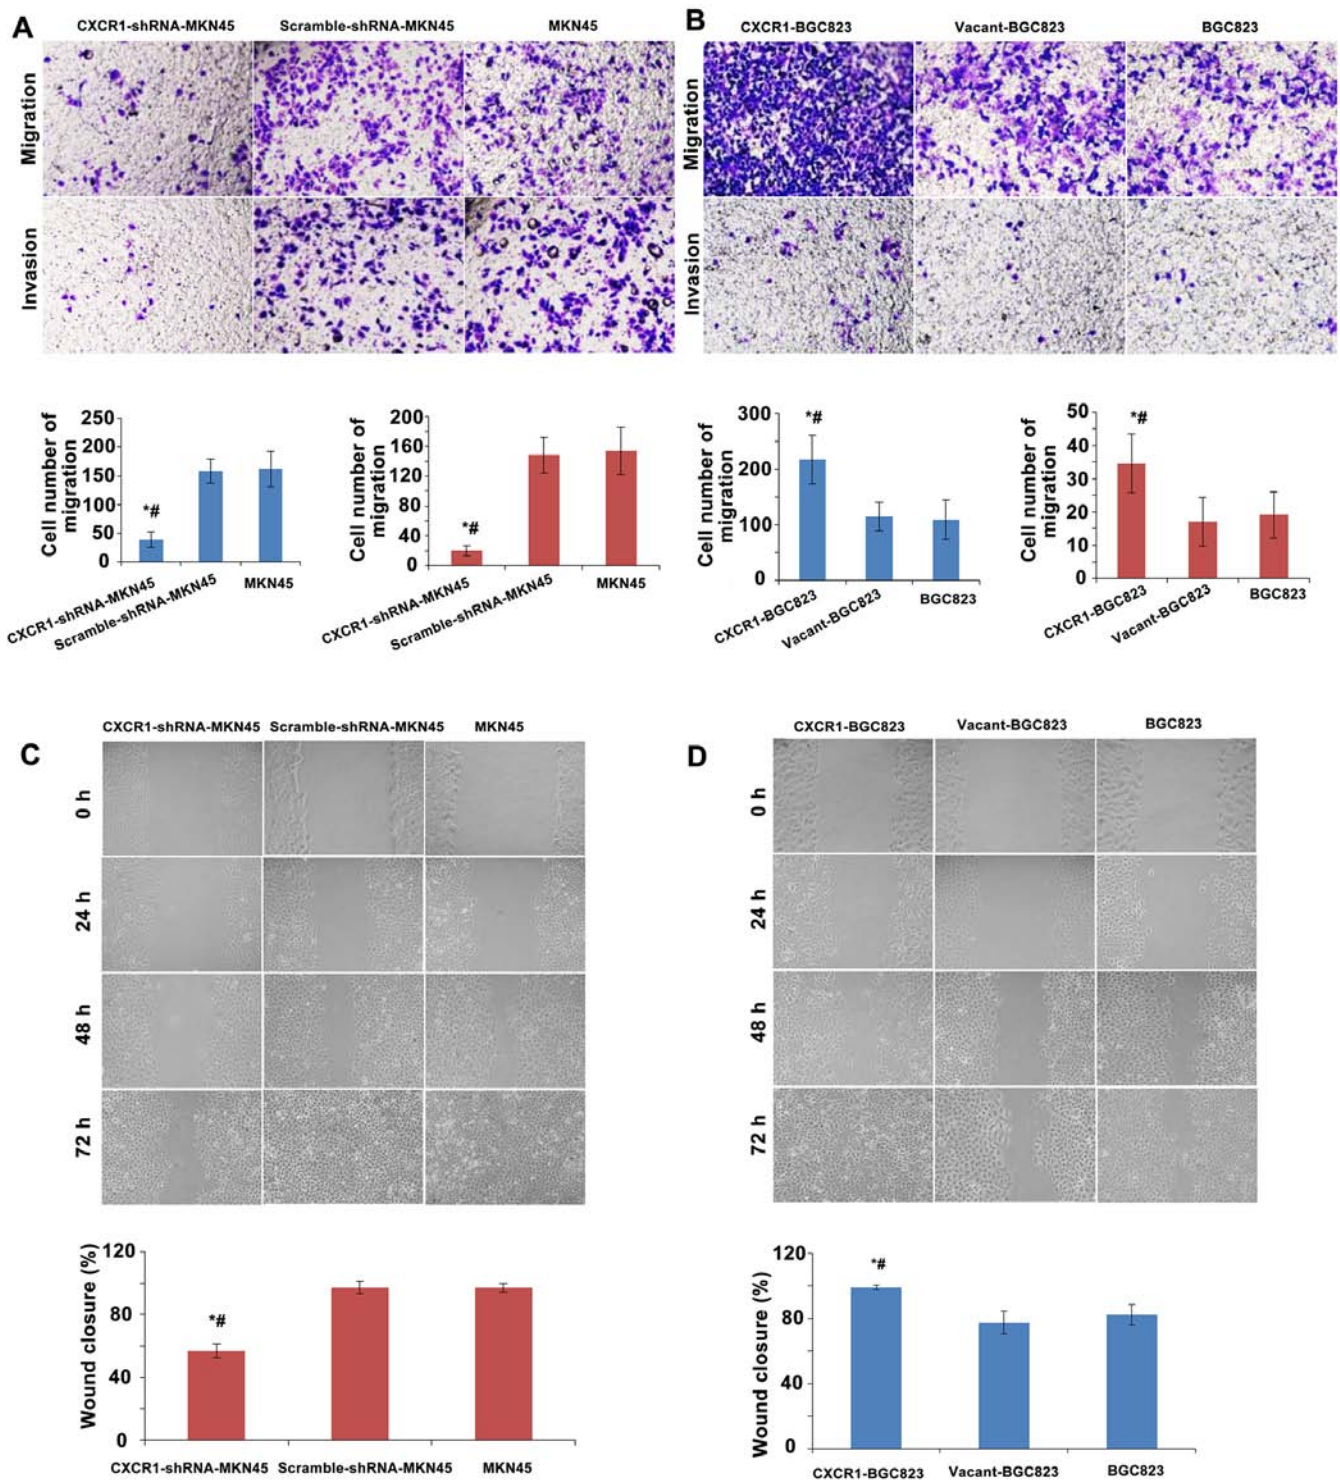 A
CXCR1-shRNA-MKN45 Scramble-shRNA-MKN45 MKN45
Migration
Invasion
Cell number of
migration
250
200
150
100
50
0
*#
CXCR1-shRNA-MKN45
Scramble-shRNA-MKN45
MKN45
Cell number of
migration
200
160
120
80
40
0
*#
CXCR1-shRNA-MKN45
Scramble-shRNA-MKN45
MKN45
B
CXCR1-BGC823 Vacant-BGC823 BGC823
Migration
Invasion
Cell number of
migration
300
200
100
0
*#
CXCR1-BGC823
Vacant-BGC823
BGC823
Cell number of
migration
50
40
30
20
10
0
*#
CXCR1-BGC823
Vacant-BGC823
BGC823
C
CXCR1-shRNA-MKN45 Scramble-shRNA-MKN45 MKN45
0 h
24 h
48 h
72 h
Wound closure (%)
120
80
40
0
*#
CXCR1-shRNA-MKN45 Scramble-shRNA-MKN45 MKN45
D
CXCR1-BGC823 Vacant-BGC823 BGC823
0 h
24 h
48 h
72 h
Wound closure (%)
120
80
40
0
*#
CXCR1-BGC823 Vacant-BGC823 BGC823